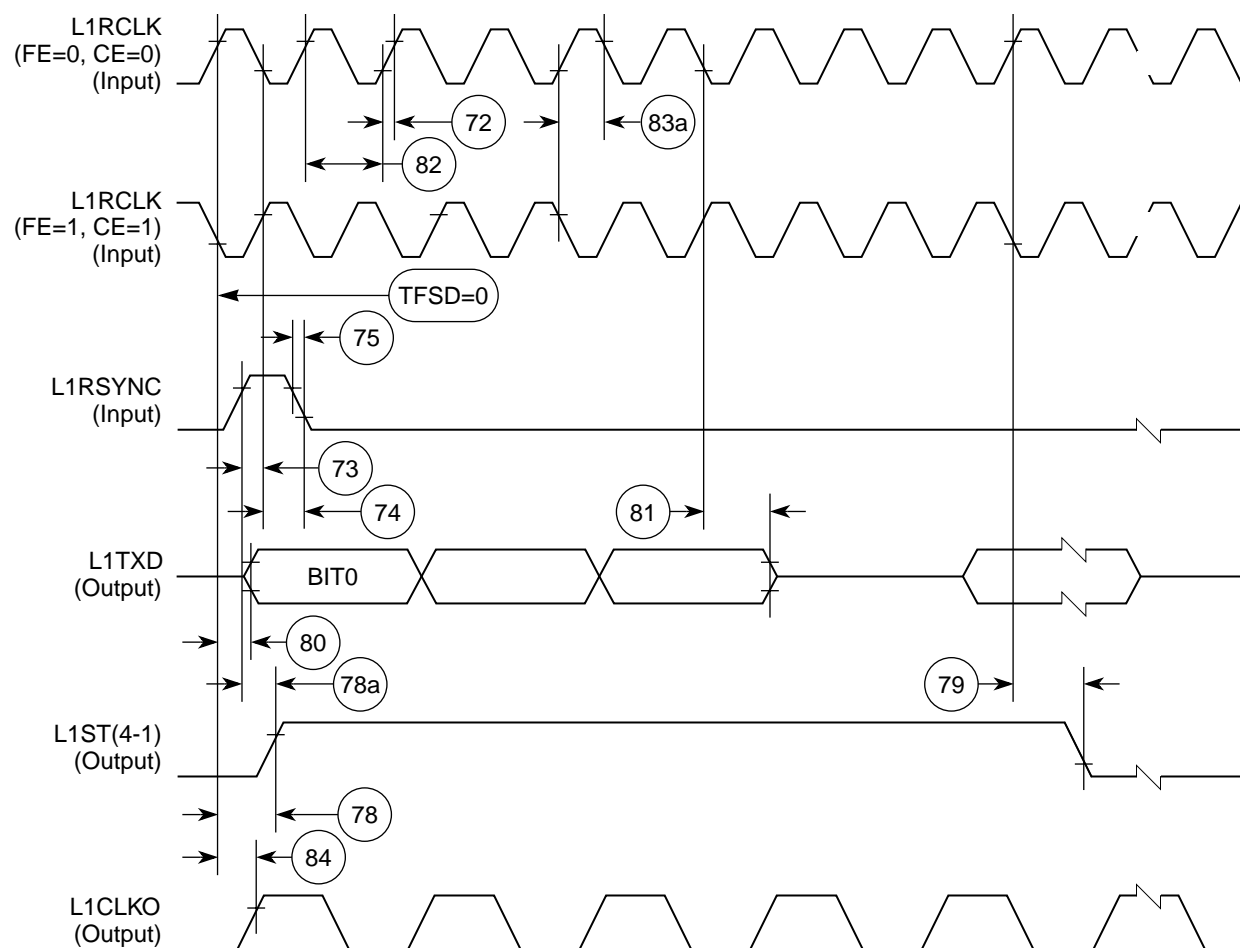 L1RCLK
(FE=0, CE=0)
(Input)
72
83a
82
L1RCLK
(FE=1, CE=1)
(Input)
TFSD=0
75
L1RSYNC
(Input)
73
74
81
L1TXD
(Output)
BIT0
80
78a
79
L1ST(4-1)
(Output)
78
84
L1CLKO
(Output)